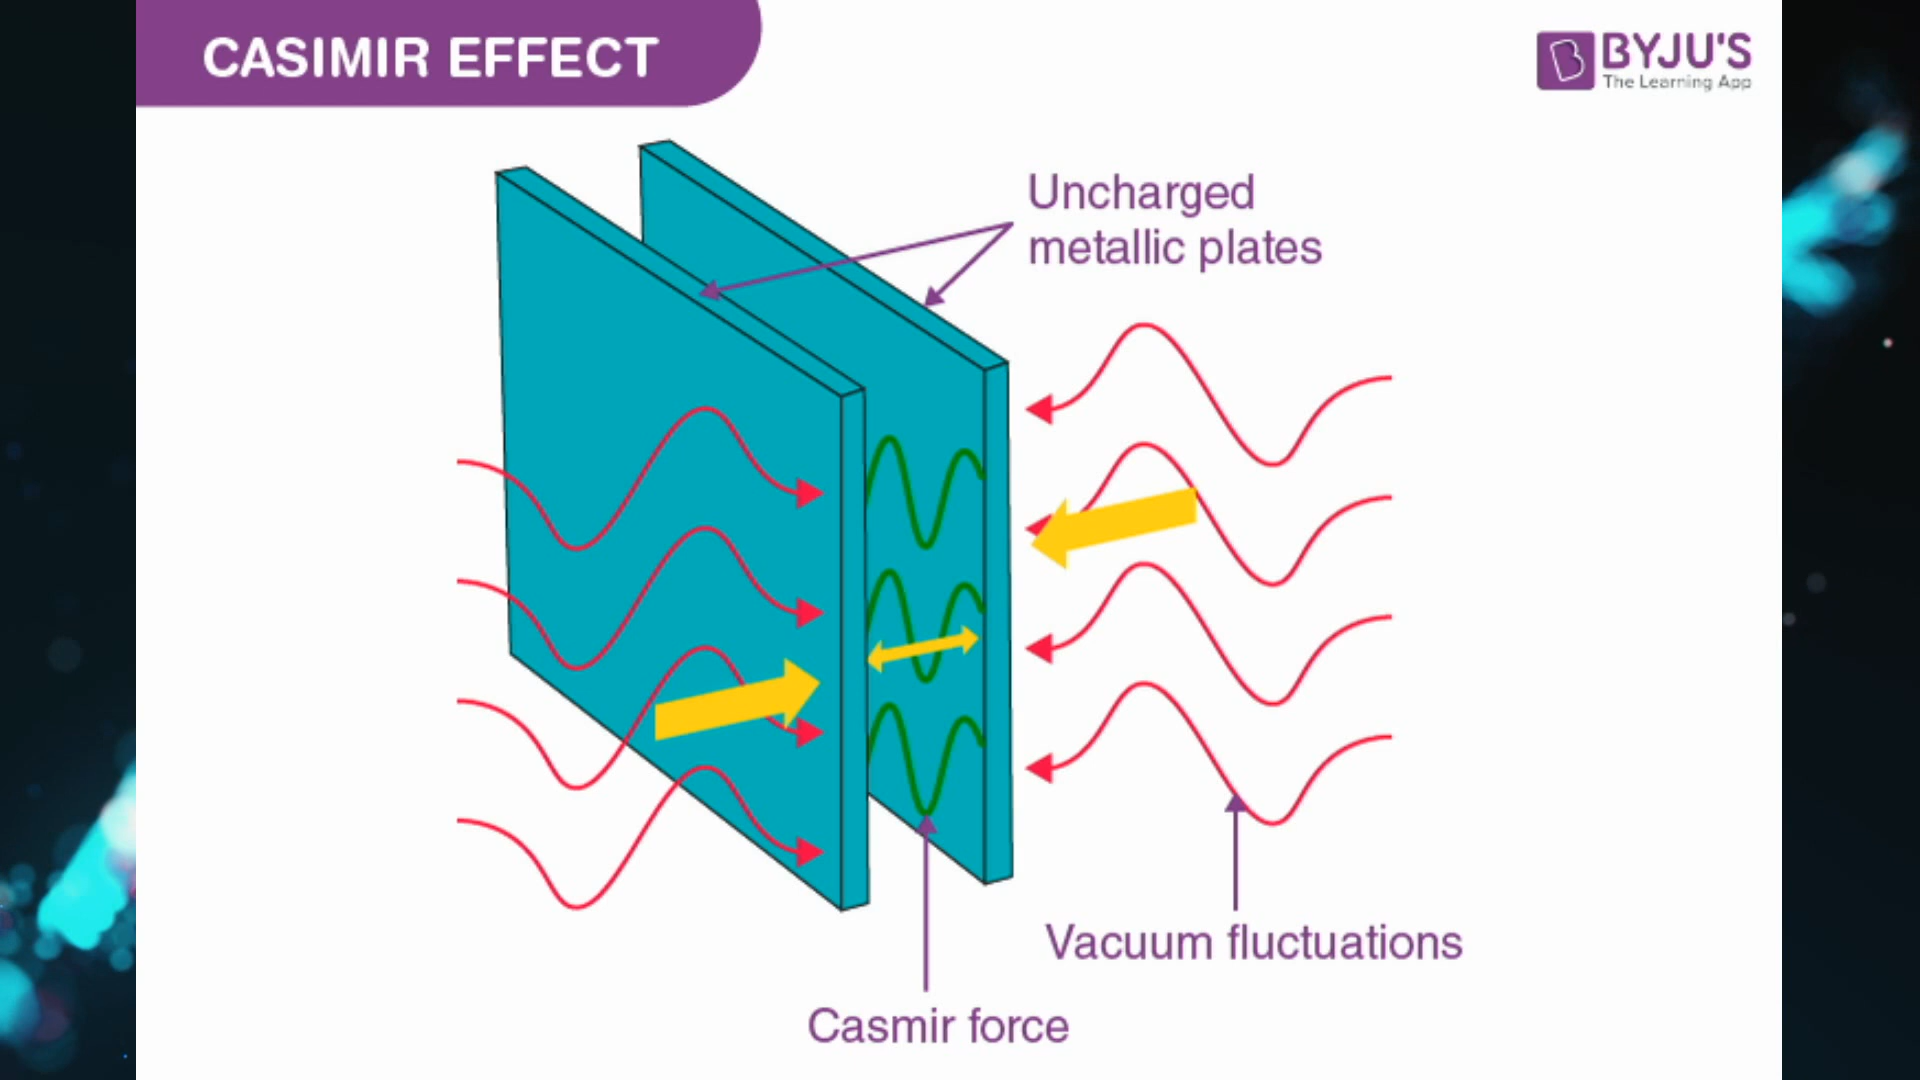 CASIMIR EFFECT
BYJU'S
The Learning App
Uncharged
metallic plates
Vacuum fluctuations
Casmir force